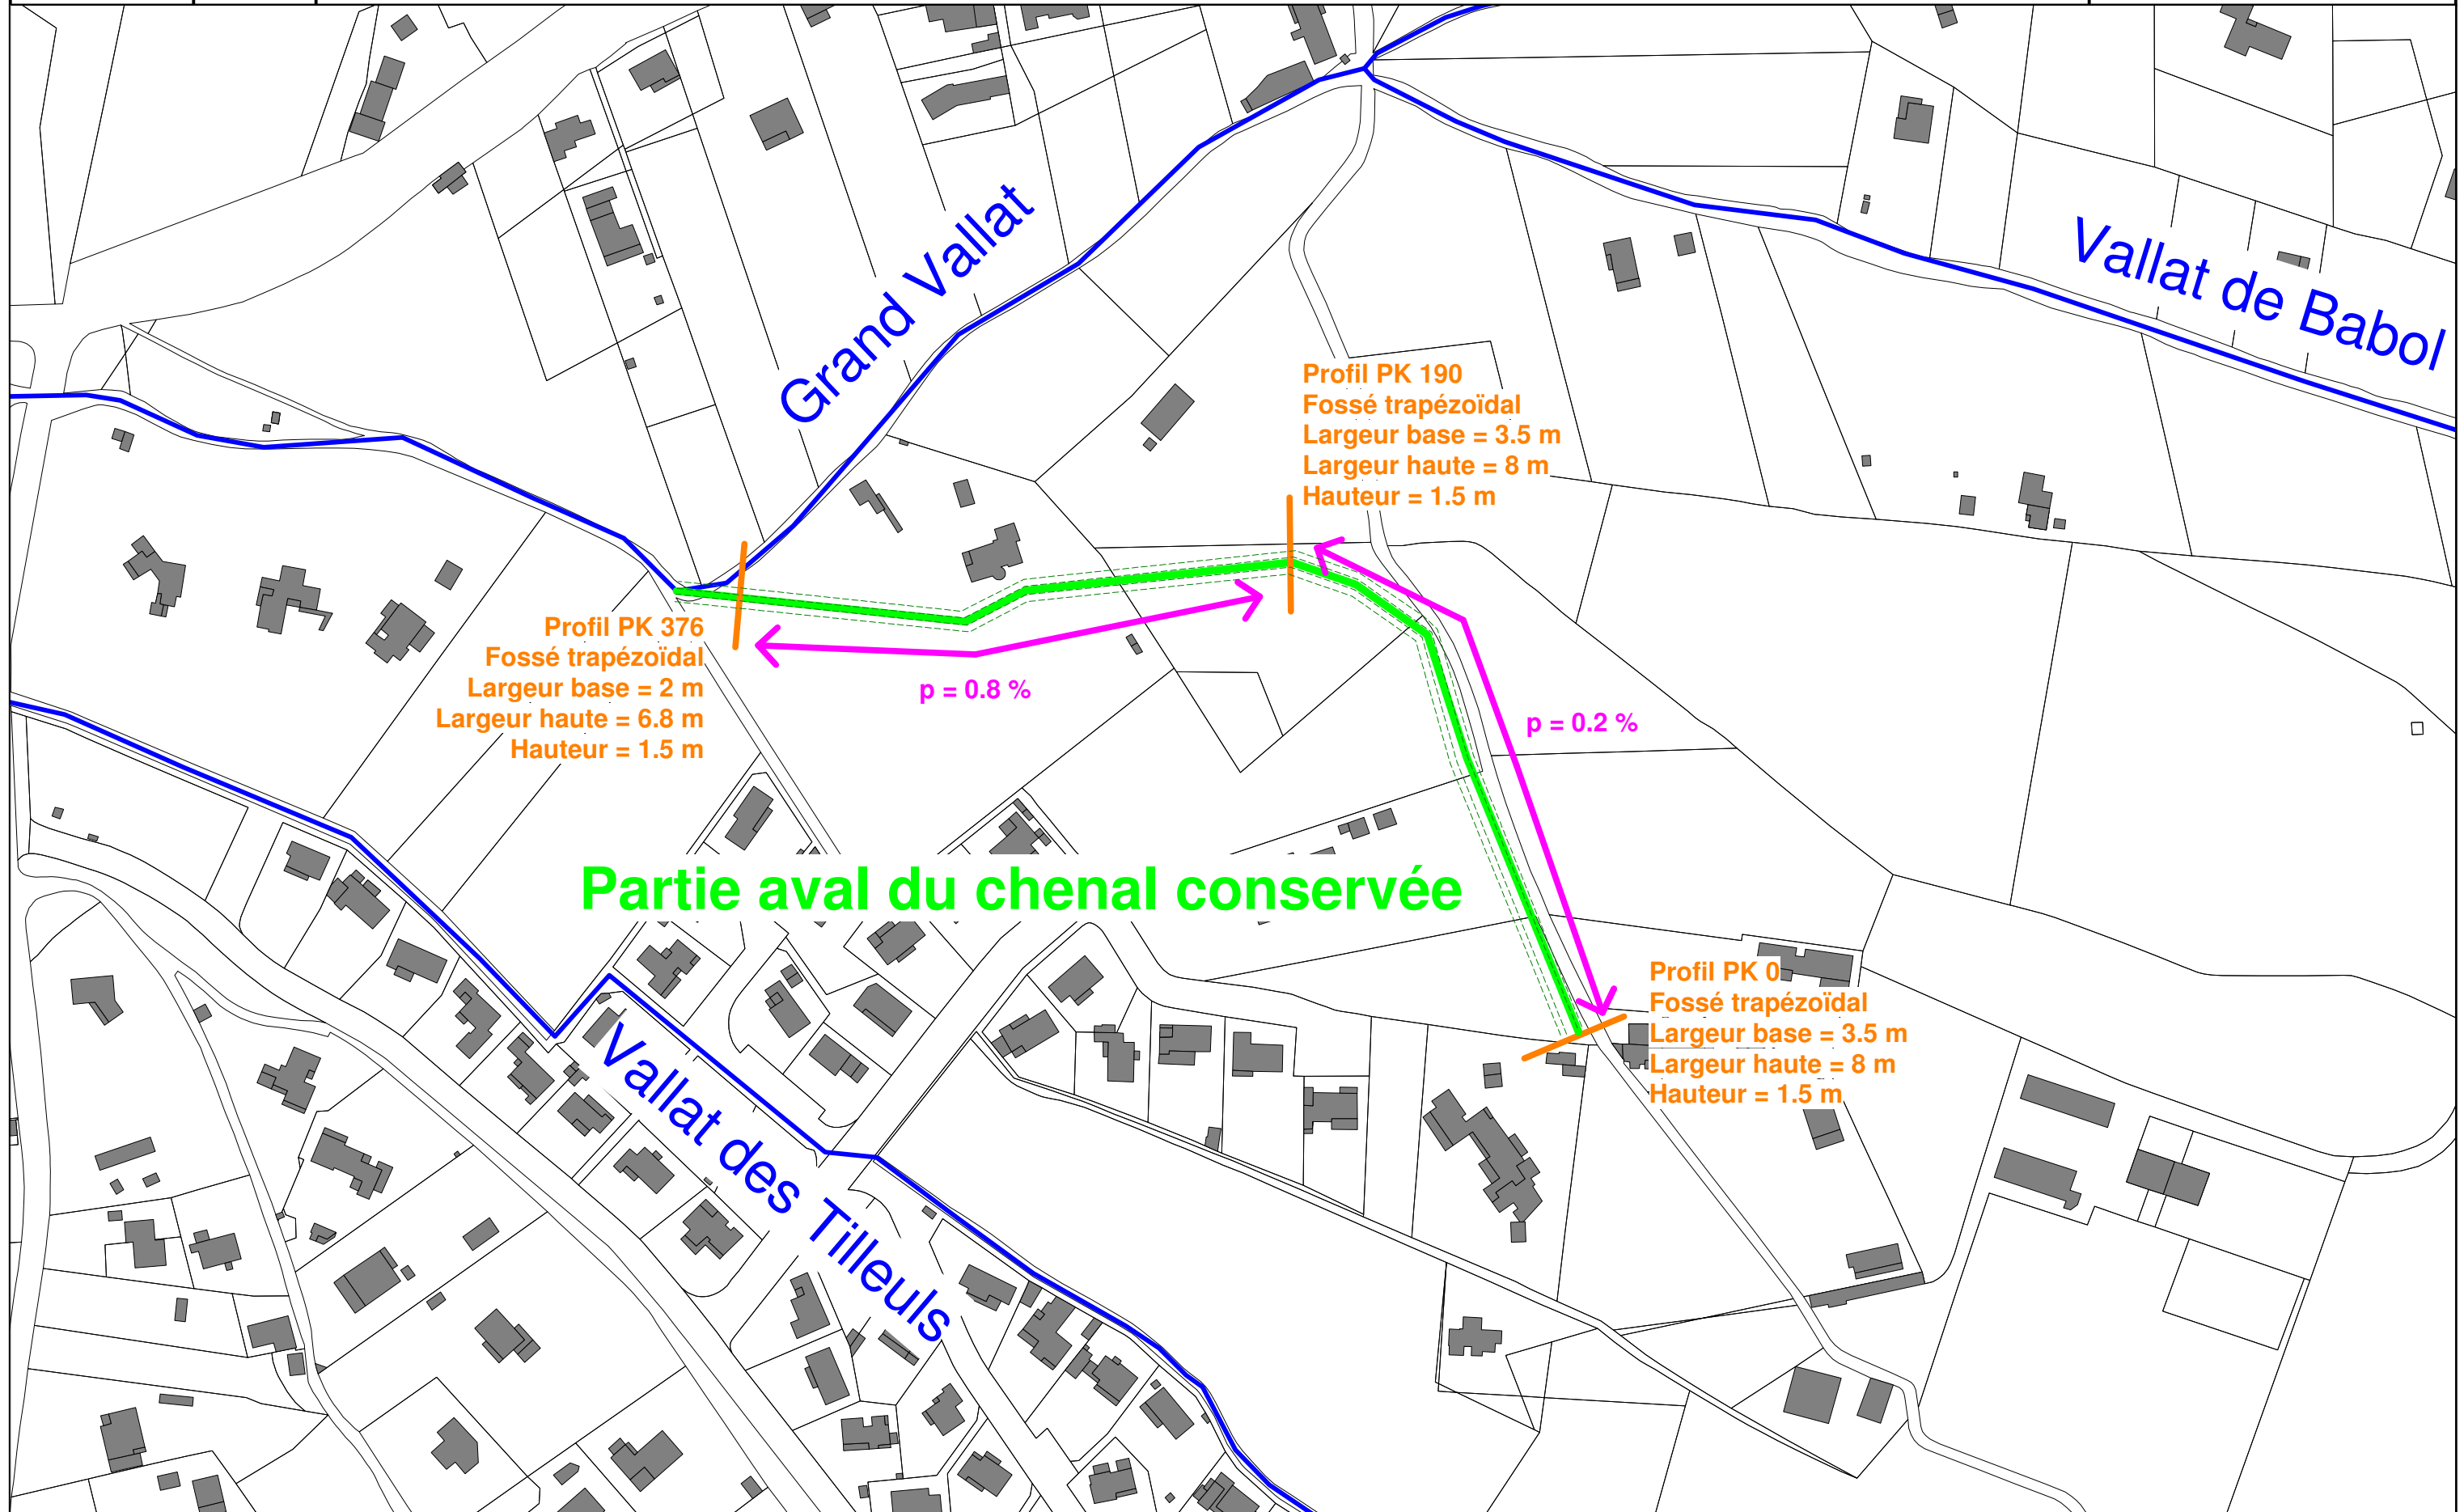 Grand Vallat
Vallat de Babol
Profil PK 190
Fossé trapézoïdal
Largeur base = 3.5 m
Largeur haute = 8 m
Hauteur = 1.5 m
Profil PK 376
Fossé trapézoïdal
Largeur base = 2 m
Largeur haute = 6.8 m
Hauteur = 1.5 m
p = 0.8 %
p = 0.2 %
Partie aval du chenal conservée
Profil PK 0
Fossé trapézoïdal
Largeur base = 3.5 m
Largeur haute = 8 m
Hauteur = 1.5 m
Vallat des Tilleuls